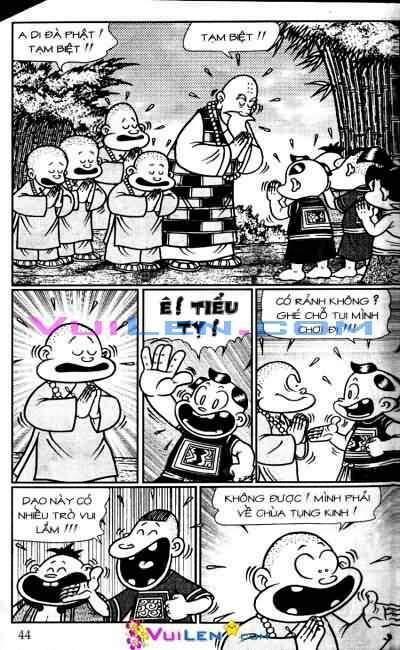 A DI ĐÀ PHẬT!
TẠM BIỆT!!
TẠM BIỆT!!
Ê! TIỂU
TỴ!
CÓ RẢNH KHÔNG?
GHÉ CHỖ TỤI MÌNH
CHƠI ĐI!!!
VuiLen.com
DẠO NÀY CÓ
NHIỀU TRÒ VUI
LẮM!!!
KHÔNG ĐƯỢC! MÌNH PHẢI
VỀ CHÙA TỤNG KINH!
44
VuiLen.com